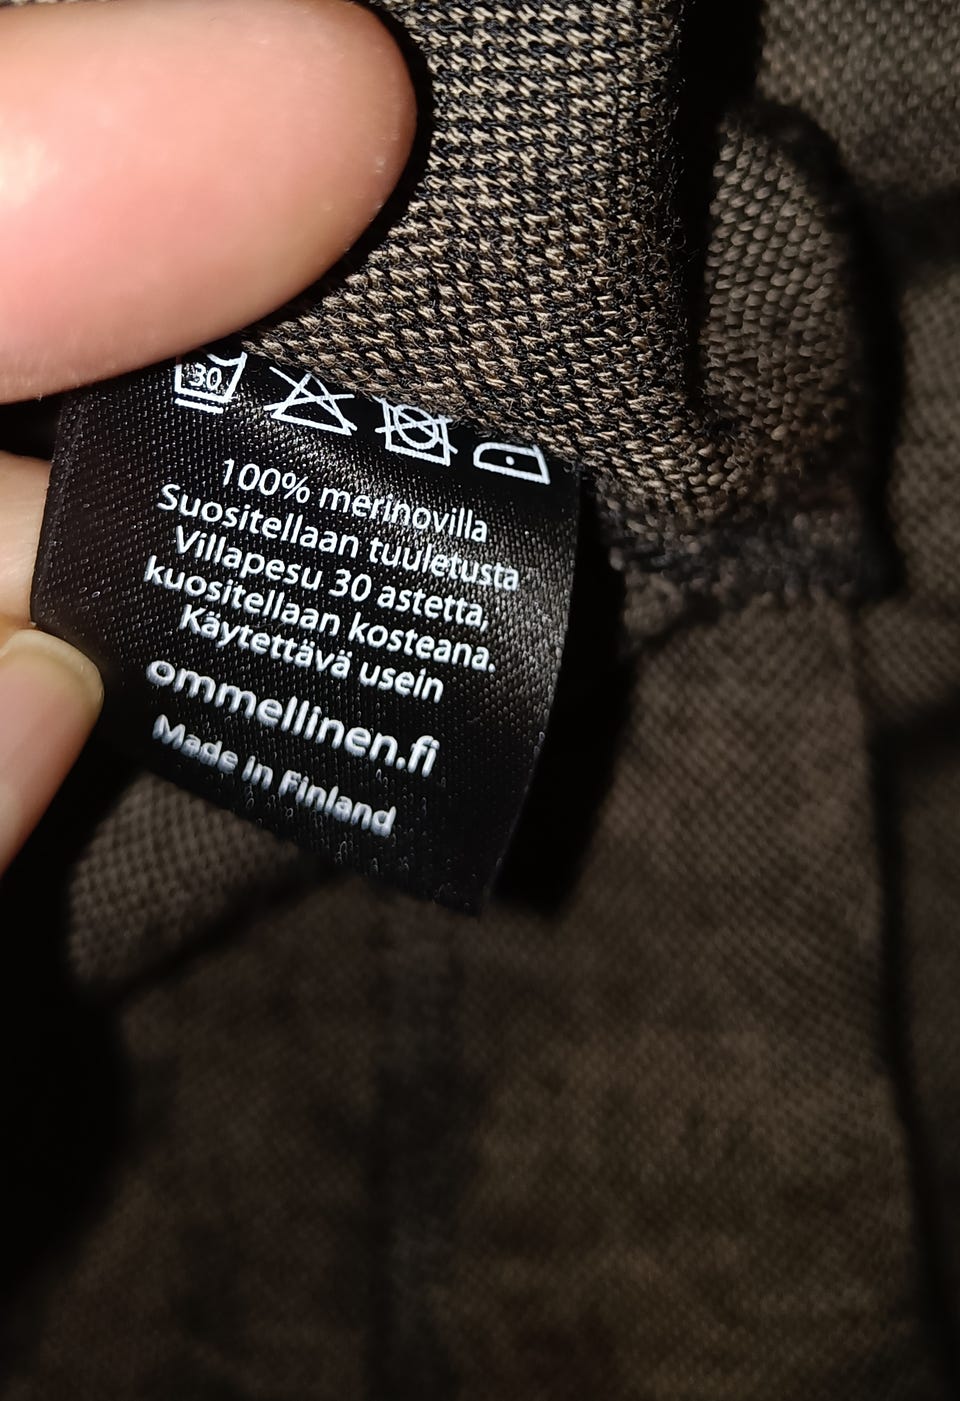 30
100% merinovilla
Suositellaan tuuletusta
Villapesu 30 astetta,
kuositellaan kosteana.
Käytettävä usein
ommellinen.fi
Made in Finland